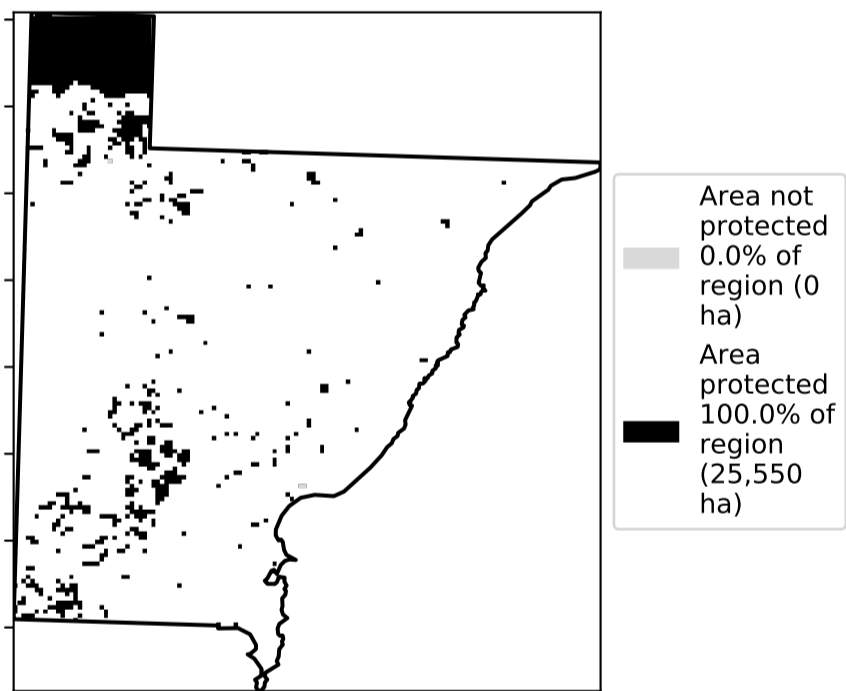 Area not
protected
0.0% of
region (0
ha)
Area
protected
100.0% of
region
(25,550
ha)